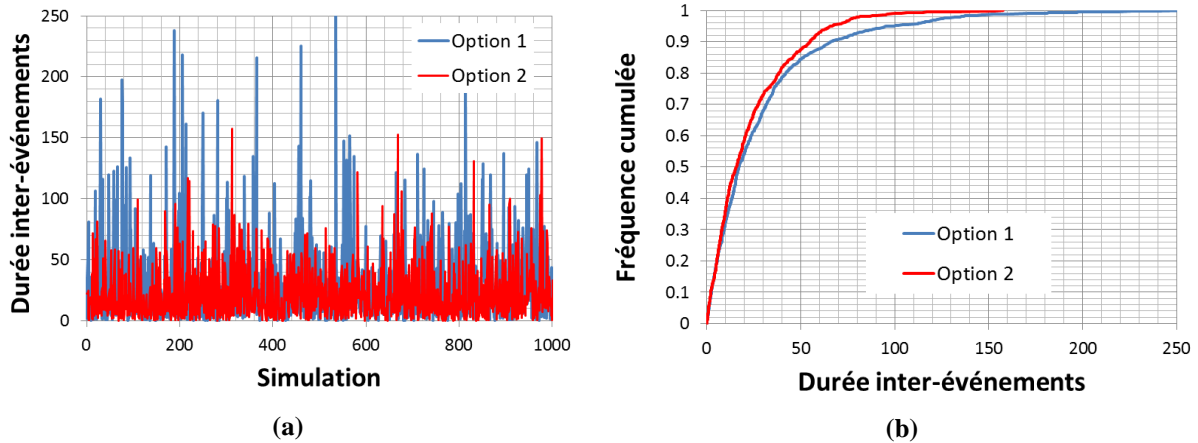 Durée inter-événements
250
200
150
100
50
0
0
200
400
600
800
1000
Simulation
Option 1
Option 2
(a)
Fréquence cumulée
1
0.9
0.8
0.7
0.6
0.5
0.4
0.3
0.2
0.1
0
0
50
100
150
200
250
Durée inter-événements
Option 1
Option 2
(b)